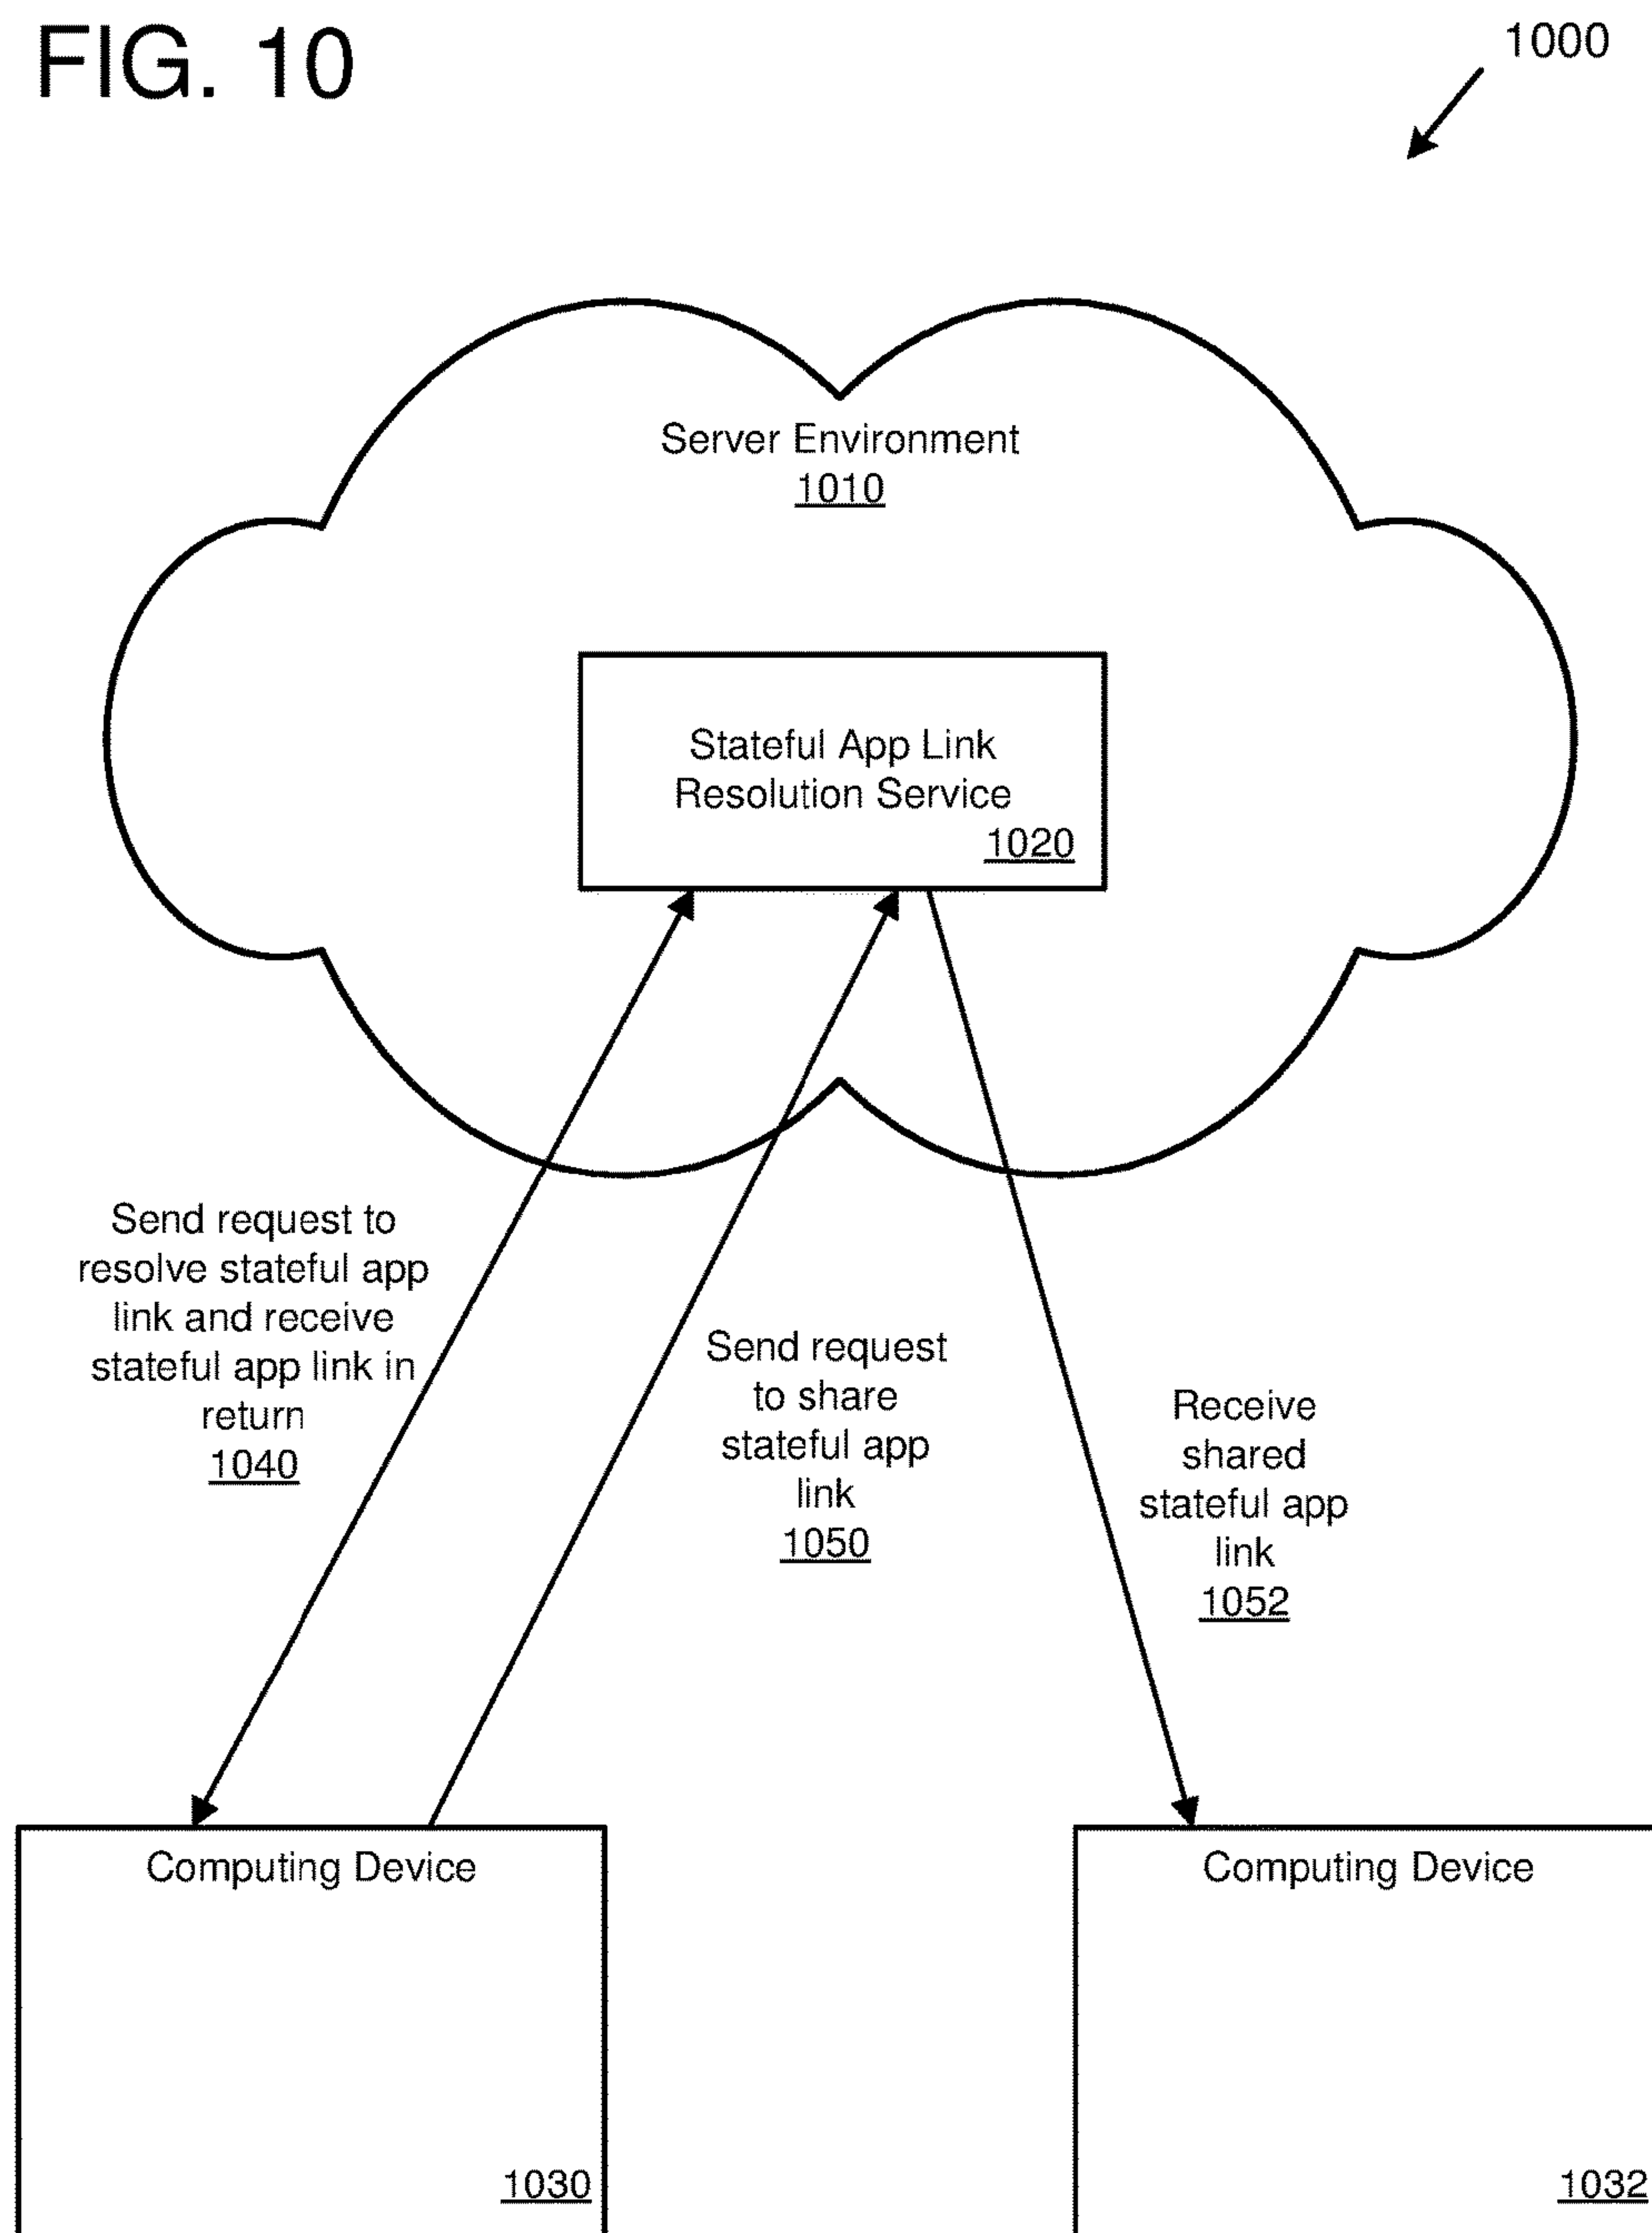 FIG. 10
1000
Server Environment
1010
Stateful App Link
Resolution Service
1020
Send request to
resolve stateful app
link and receive
stateful app link in
return
1040
Send request
to share
stateful app
link
1050
Receive
shared
stateful app
link
1052
Computing Device
1030
Computing Device
1032